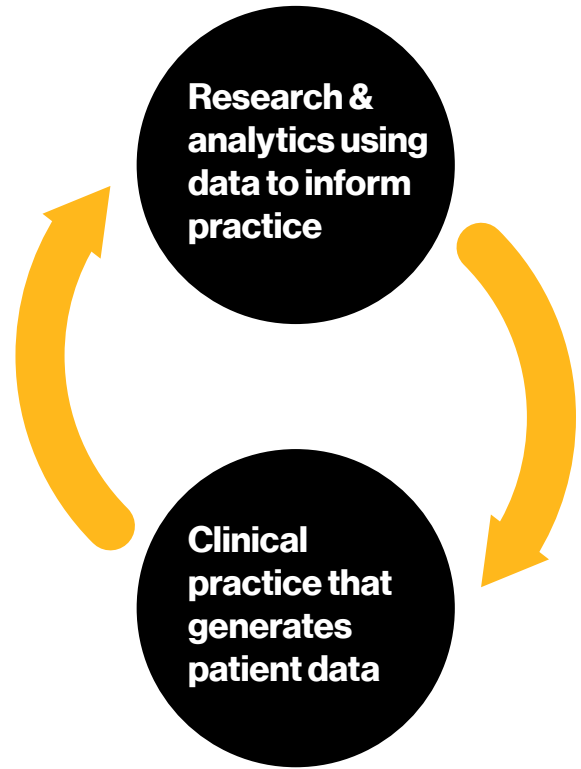 Research &
analytics using
data to inform
practice
Clinical
practice that
generates
patient data